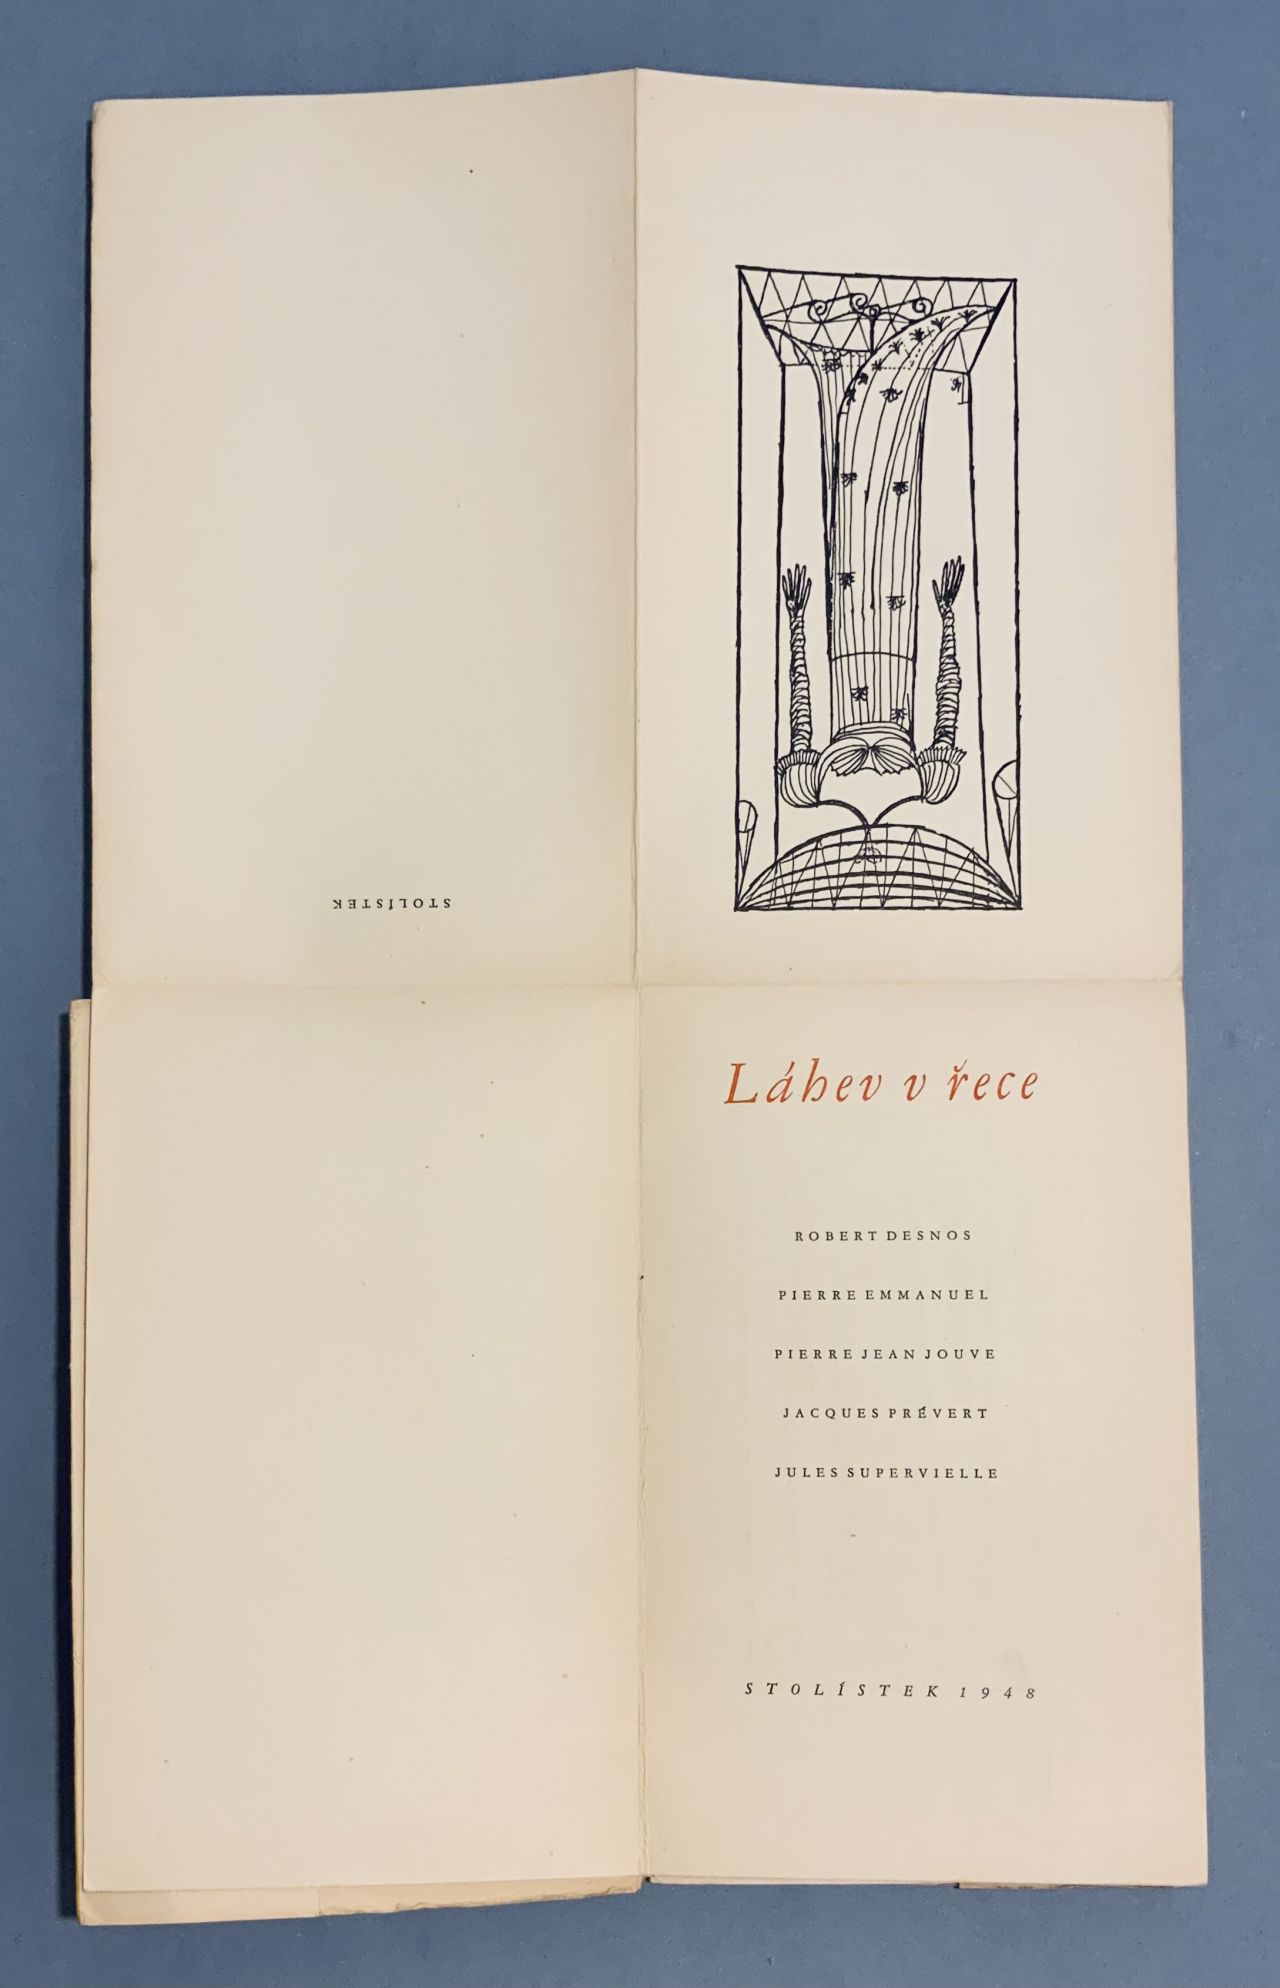 STOLÍSTEK
Láhev v řece
ROBERT DESNOS
PIERRE EMMANUEL
PIERRE JEAN JOUVE
JACQUES PRÉVERT
JULES SUPERVIELLE
STOLÍSTEK 1948